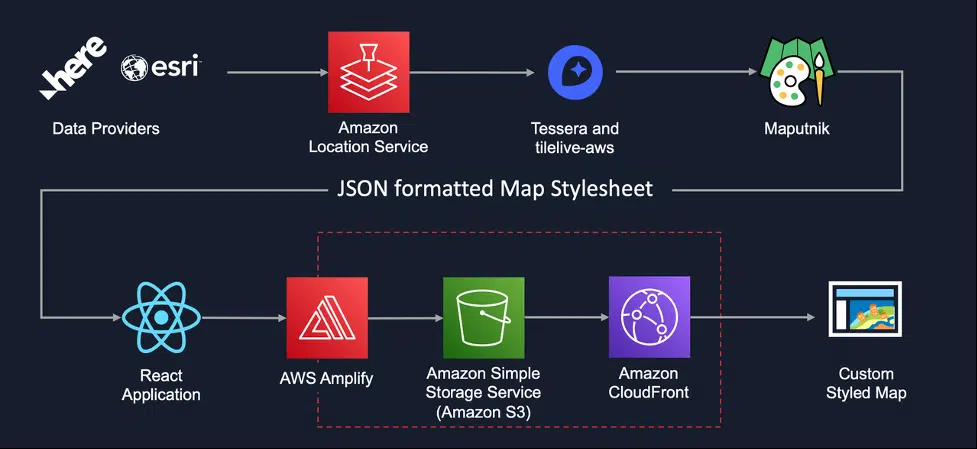 here
esri
Data Providers
Amazon
Location Service
Tessera and
tilelive-aws
Maputnik
JSON formatted Map Stylesheet
React
Application
AWS Amplify
Amazon Simple
Storage Service
(Amazon S3)
Amazon
CloudFront
Custom
Styled Map